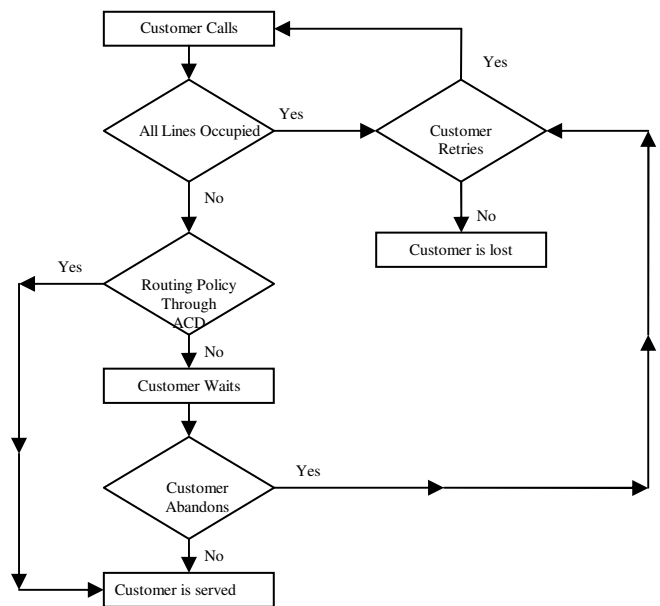 Customer Calls
Yes
All Lines Occupied
Yes
Customer
Retries
No
No
Customer is lost
Yes
Routing Policy
Through
ACD
No
Customer Waits
Yes
Customer
Abandons
No
Customer is served